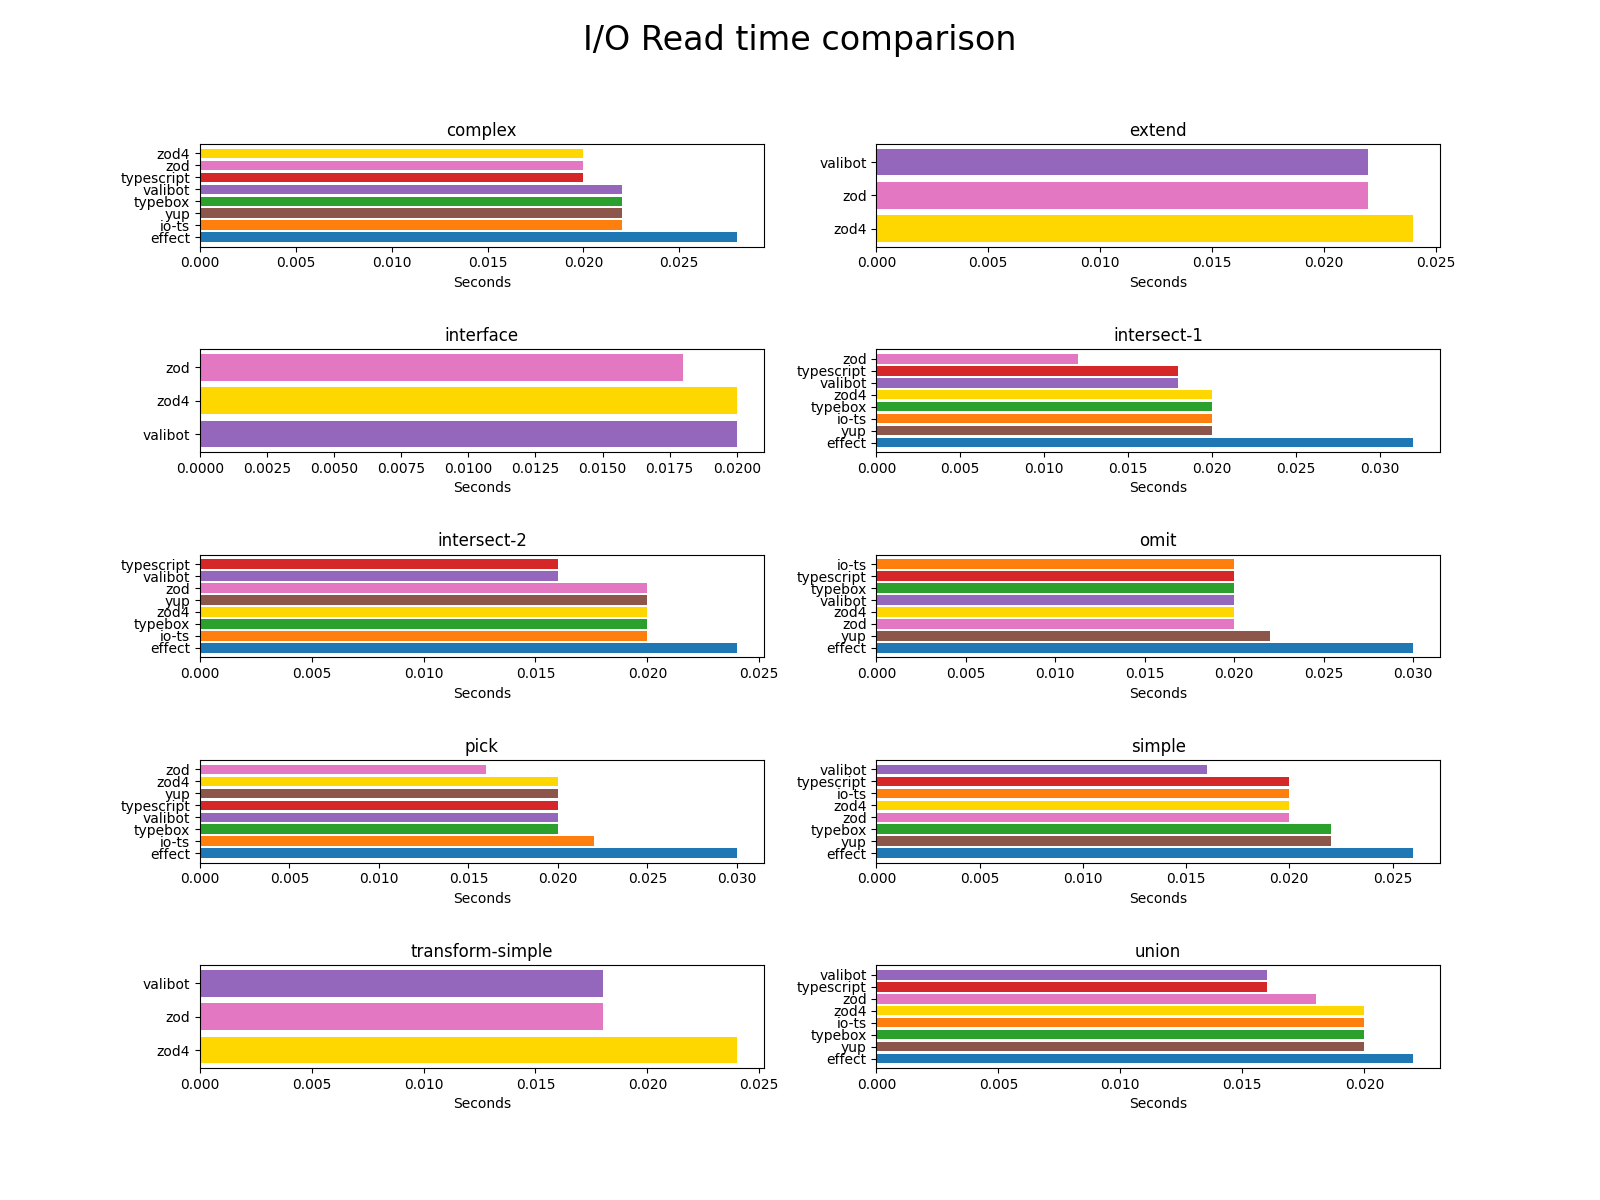 I/O Read time comparison
complex
zod4
zod
typescript
valibot
typebox
yup
io-ts
effect
0.000 0.005 0.010 0.015 0.020 0.025
Seconds
extend
valibot
zod
zod4
0.000 0.005 0.010 0.015 0.020 0.025
Seconds
interface
zod
zod4
valibot
0.0000 0.0025 0.0050 0.0075 0.0100 0.0125 0.0150 0.0175 0.0200
Seconds
intersect-1
zod
typescript
valibot
zod4
typebox
io-ts
yup
effect
0.000 0.005 0.010 0.015 0.020 0.025 0.030
Seconds
intersect-2
typescript
valibot
zod
yup
zod4
typebox
io-ts
effect
0.000 0.005 0.010 0.015 0.020 0.025
Seconds
omit
io-ts
typescript
typebox
valibot
zod4
zod
yup
effect
0.000 0.005 0.010 0.015 0.020 0.025 0.030
Seconds
pick
zod
zod4
yup
typescript
valibot
typebox
io-ts
effect
0.000 0.005 0.010 0.015 0.020 0.025 0.030
Seconds
simple
valibot
typescript
io-ts
zod4
zod
typebox
yup
effect
0.000 0.005 0.010 0.015 0.020 0.025
Seconds
transform-simple
valibot
zod
zod4
0.000 0.005 0.010 0.015 0.020 0.025
Seconds
union
valibot
typescript
zod
zod4
io-ts
typebox
yup
effect
0.000 0.005 0.010 0.015 0.020
Seconds